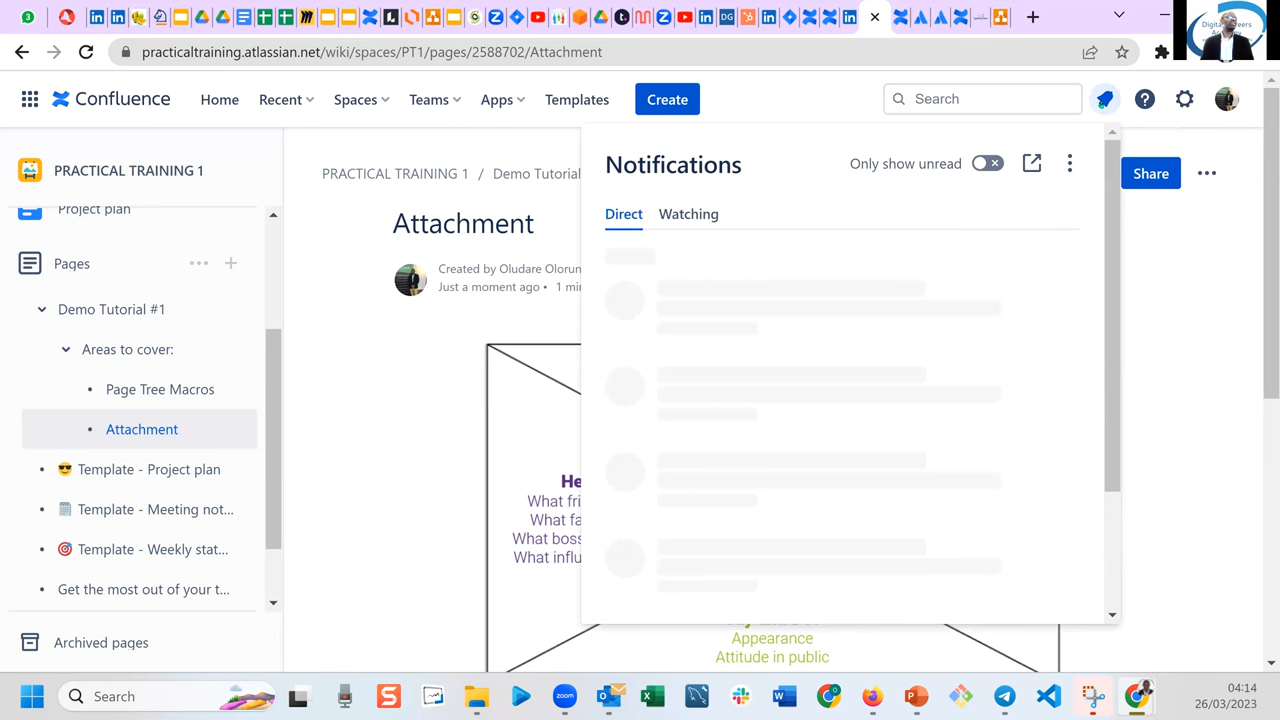 practicaltraining.atlassian.net/wiki/spaces/PT1/pages/2588702/Attachment
Confluence
Home
Recent
Spaces
Teams
Apps
Templates
Create
Search
PRACTICAL TRAINING 1
Project plan
Pages
Demo Tutorial #1
Areas to cover:
Page Tree Macros
Attachment
Template - Project plan
Template - Meeting not...
Template - Weekly stat...
Get the most out of your t...
Archived pages
PRACTICAL TRAINING 1 / Demo Tutorial
Attachment
Created by Oludare Olorun
Just a moment ago • 1 min
He
What fri
What fa
What boss
What influ
Appearance
Attitude in public
Notifications
Only show unread
Direct
Watching
Share
Search
zoom
04:14
26/03/2023